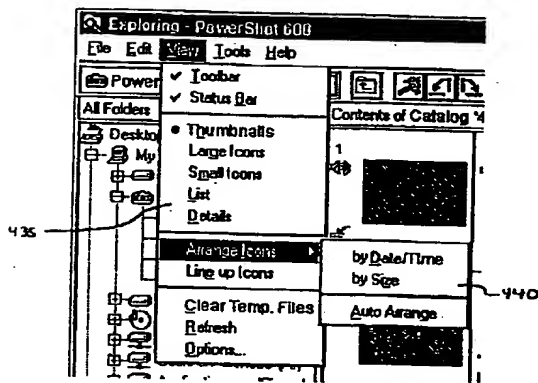 Exploring - PowerShot 600
File Edit View Tools Help
Power
Toolbar
Status Bar
All Folders
Contents of Catalog '4
Deskto
My
Thumbnails
Large Icons
Small Icons
List
Details
1
435
Arrange Icons
Line up Icons
by Date/Time
by Size
440
Auto Arrange
Clear Temp. Files
Refresh
Options...